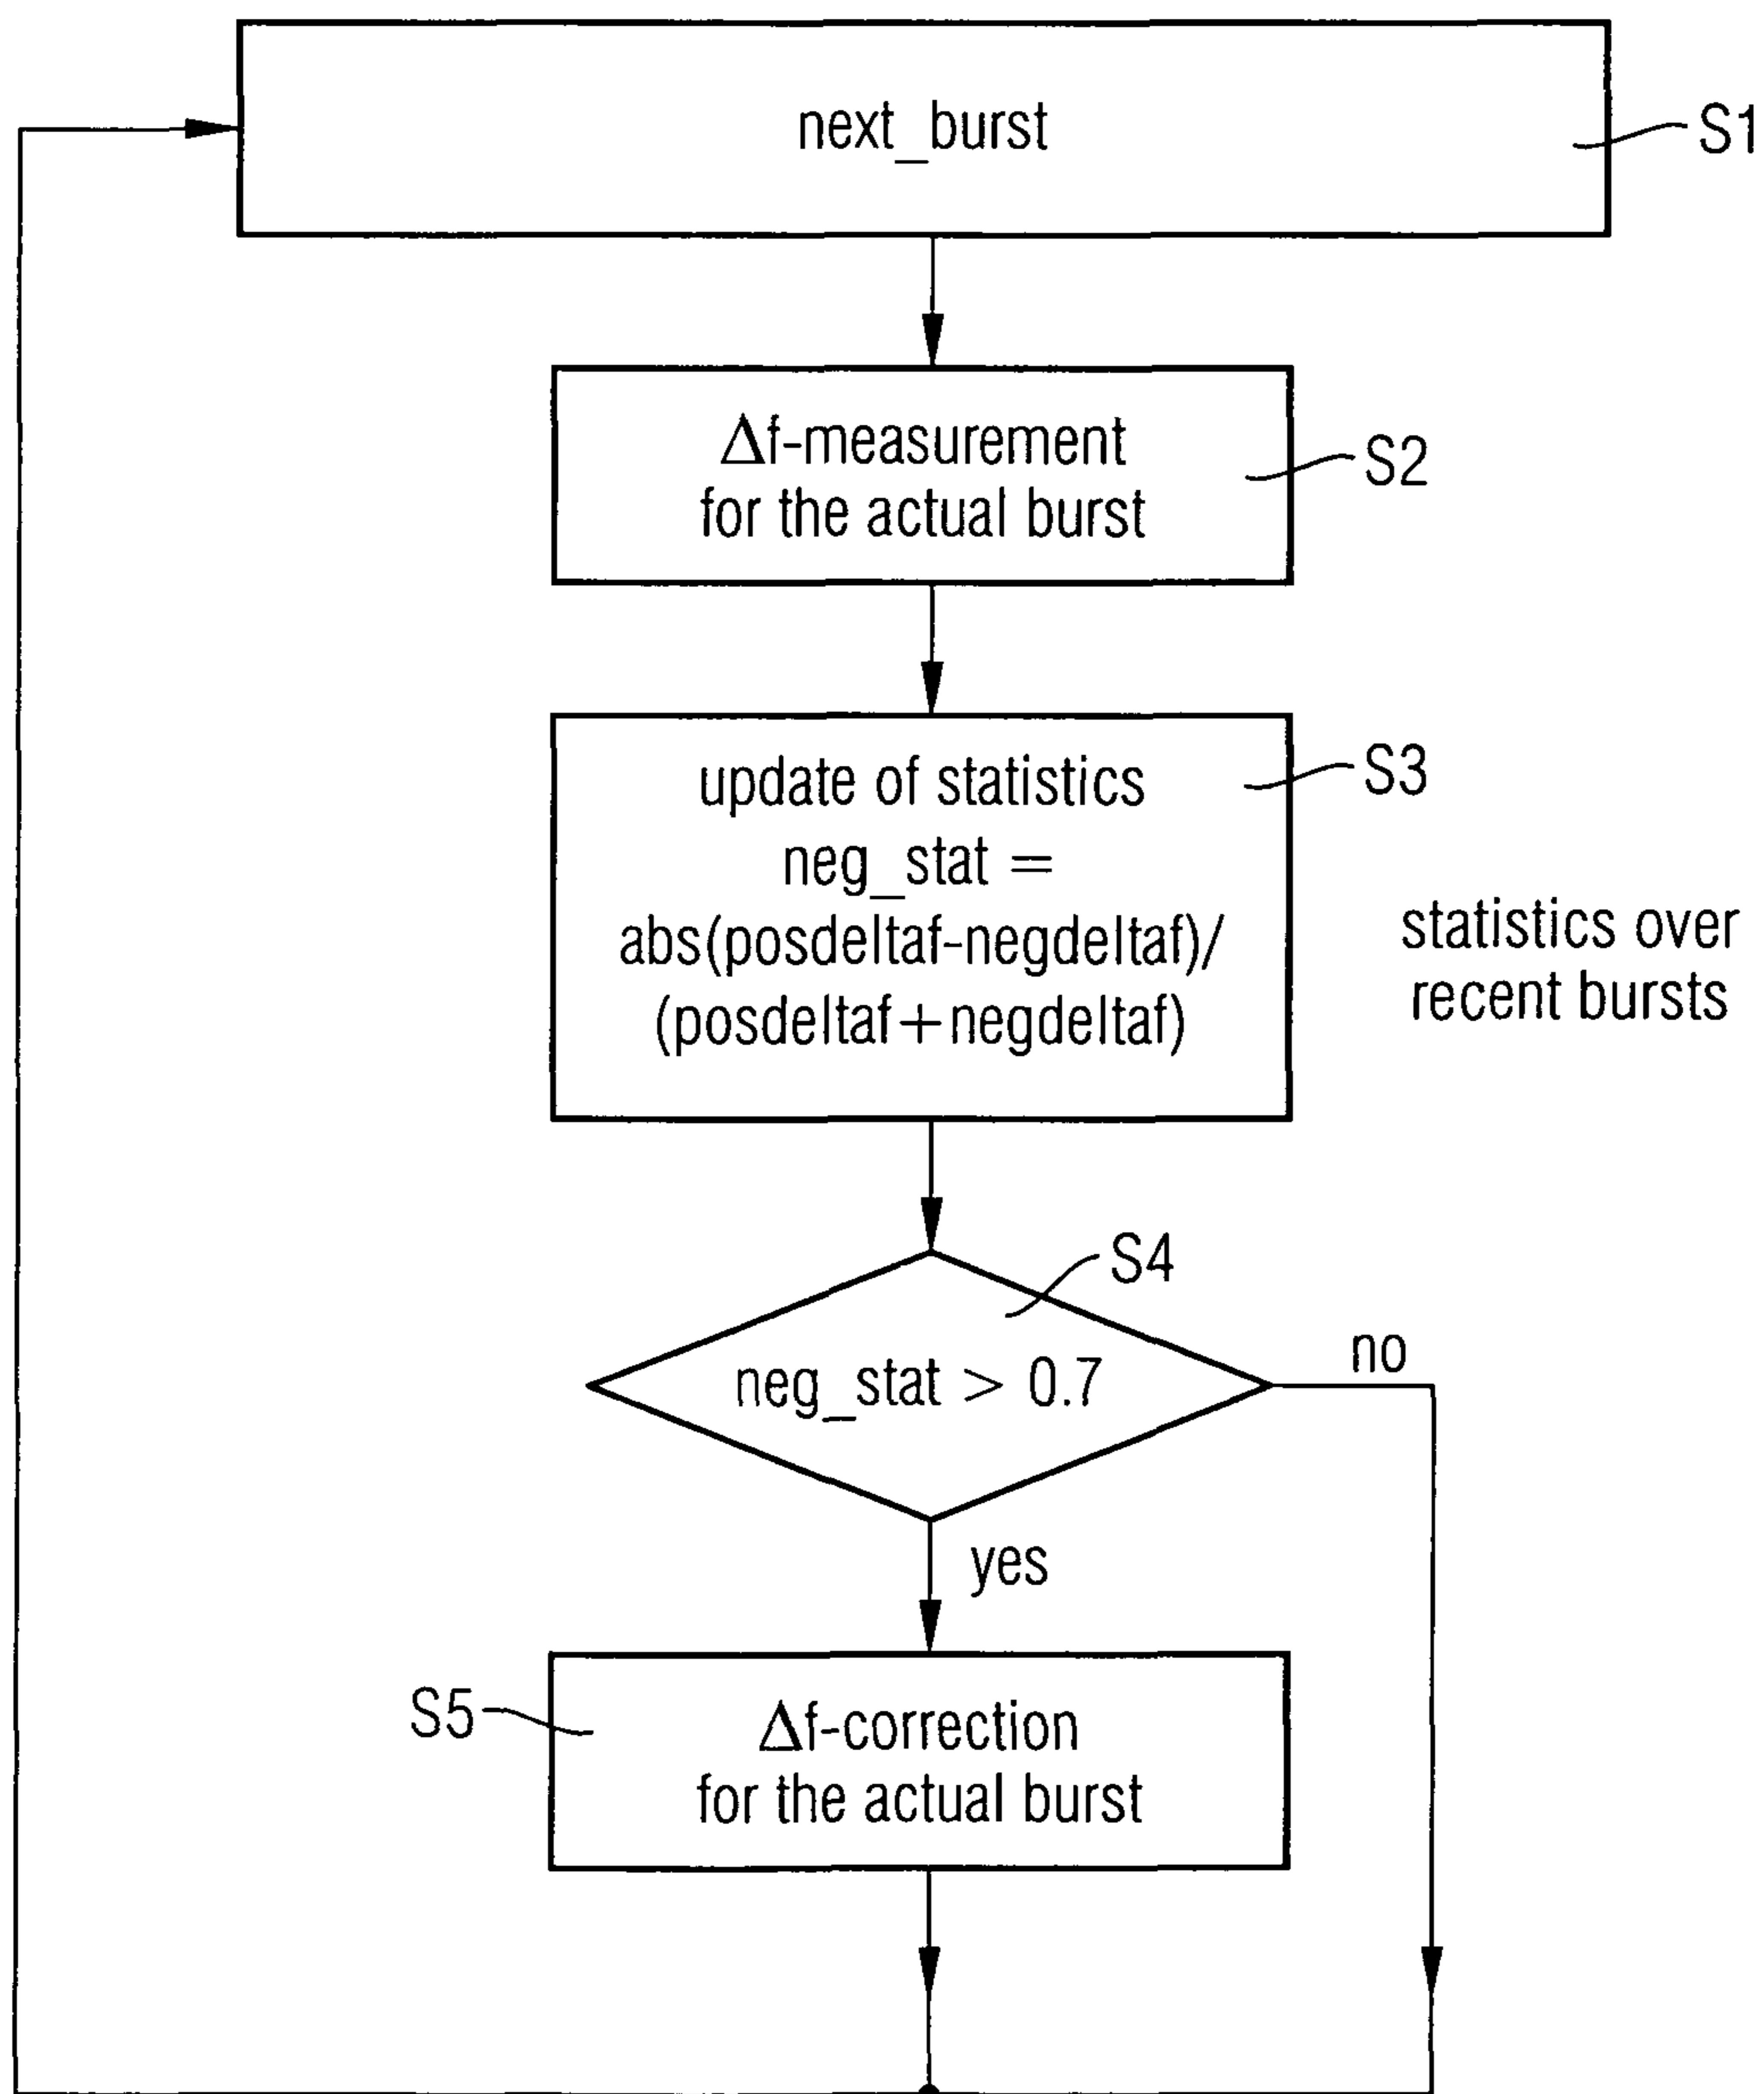 next_burst
S1
Δf-measurement
for the actual burst
S2
update of statistics
neg_stat =
abs(posdeltaf-negdeltaf)/
(posdeltaf+negdeltaf)
S3
statistics over
recent bursts
S4
neg_stat > 0.7
no
yes
S5
Δf-correction
for the actual burst